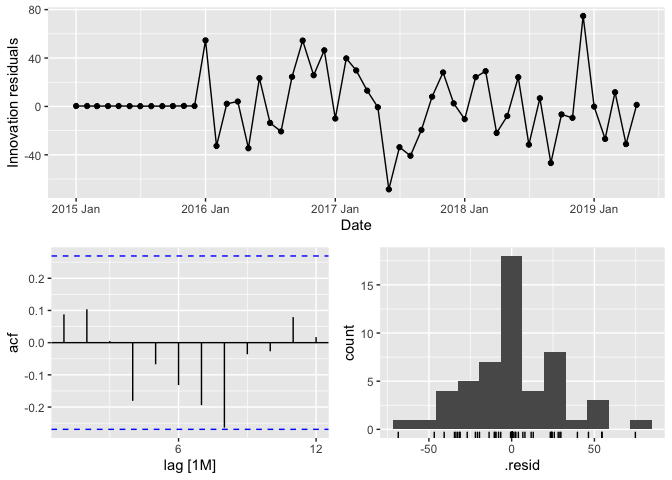 80
40
0
-40
Innovation residuals
2015 Jan 2016 Jan 2017 Jan 2018 Jan 2019 Jan
Date
0.2
0.1
0.0
-0.1
-0.2
acf
6 12
lag [1M]
15
10
5
0
count
-50 0 50
.resid